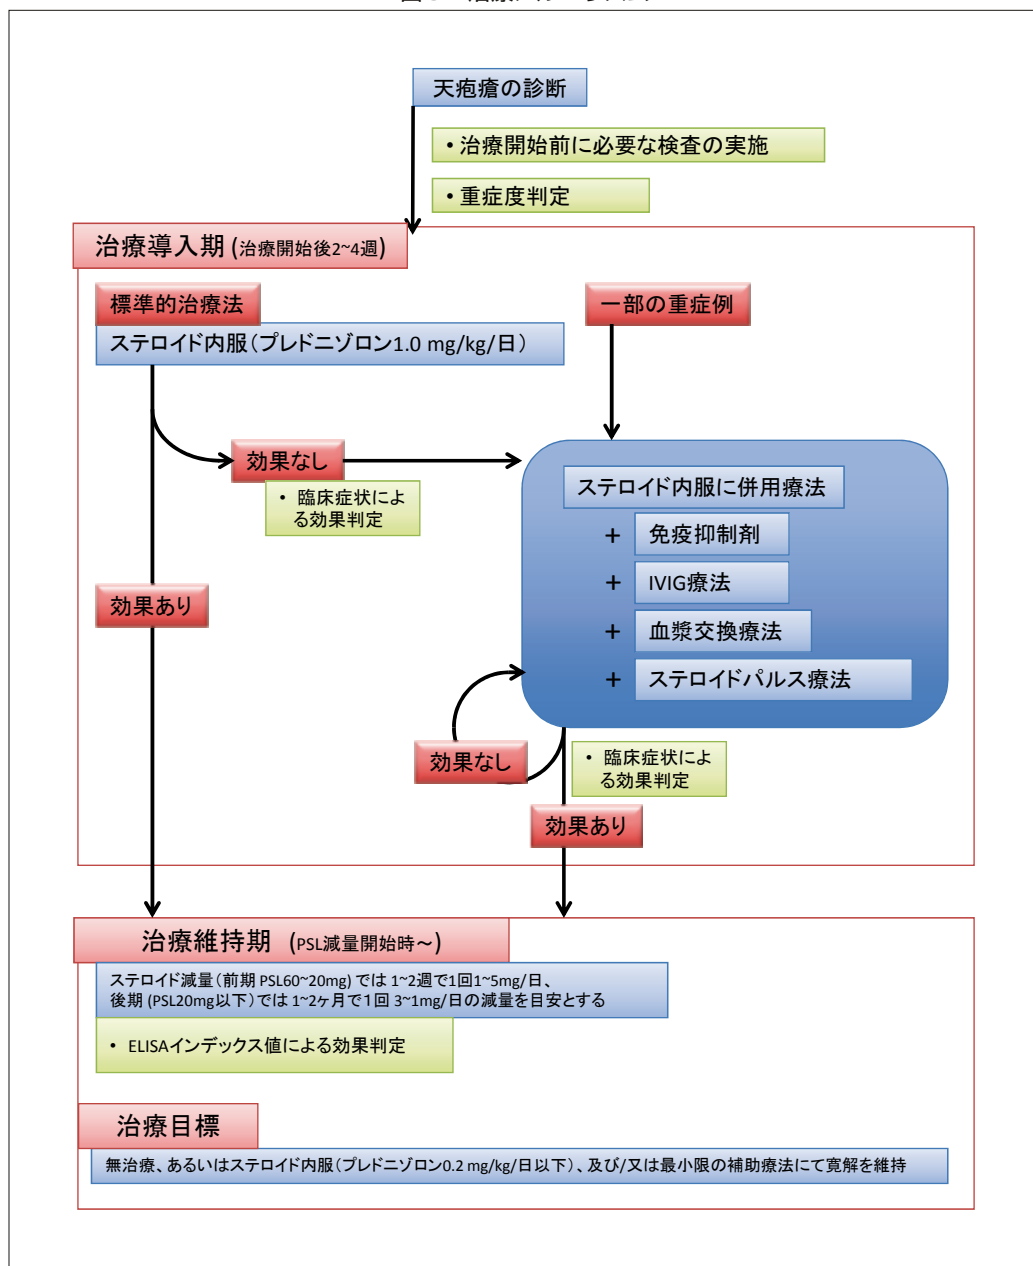 天疱瘡の診断
• 治療開始前に必要な検査の実施
• 重症度判定
治療導入期 (治療開始後2~4週)
標準的治療法
ステロイド内服（プレドニゾロン1.0 mg/kg/日）
一部の重症例
効果なし
• 臨床症状によ
る効果判定
ステロイド内服に併用療法
+ 免疫抑制剤
+ IVIG療法
+ 血漿交換療法
+ ステロイドパルス療法
効果あり
効果なし
• 臨床症状によ
る効果判定
効果あり
治療維持期 (PSL減量開始時～)
ステロイド減量（前期 PSL60~20mg) では 1~2週で1回1~5mg/日、
後期 (PSL20mg以下）では 1~2ヶ月で1回 3~1mg/日の減量を目安とする
• ELISAインデックス値による効果判定
治療目標
無治療、あるいはステロイド内服（プレドニゾロン0.2 mg/kg/日以下）、及び/又は最小限の補助療法にて寛解を維持